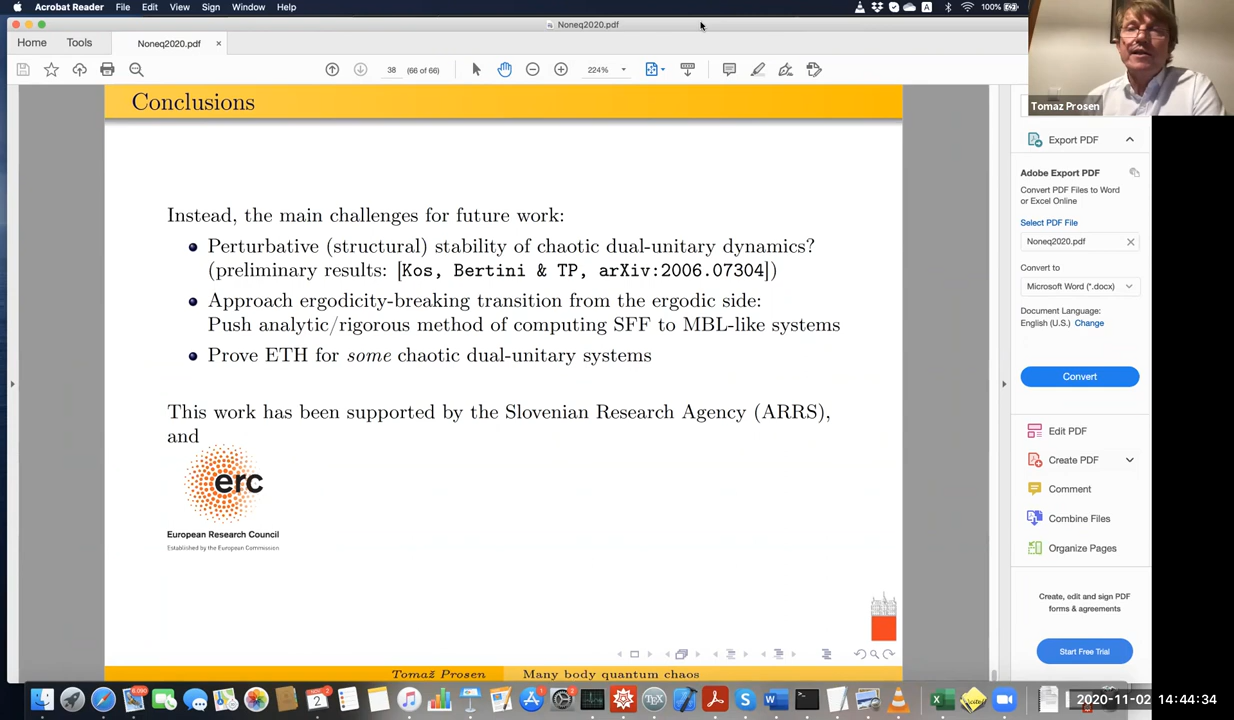 Acrobat Reader File Edit View Sign Window Help 100%
Noneq2020.pdf
Home Tools Noneq2020.pdf
38 (66 of 66) 224%
Tomaz Prosen
Conclusions
Instead, the main challenges for future work:
Perturbative (structural) stability of chaotic dual-unitary dynamics?
(preliminary results: [Kos, Bertini & TP, arXiv:2006.07304])
Approach ergodicity-breaking transition from the ergodic side:
Push analytic/rigorous method of computing SFF to MBL-like systems
Prove ETH for some chaotic dual-unitary systems
This work has been supported by the Slovenian Research Agency (ARRS),
and
erc
European Research Council
Established by the European Commission
Tomaž Prosen Many body quantum chaos
Export PDF
Adobe Export PDF
Convert PDF Files to Word
or Excel Online
Select PDF File
Noneq2020.pdf
Convert to
Microsoft Word (*.docx)
Document Language:
English (U.S.) Change
Convert
Edit PDF
Create PDF
Comment
Combine Files
Organize Pages
Create, edit and sign PDF
forms & agreements
Start Free Trial
2020-11-02 14:44:34